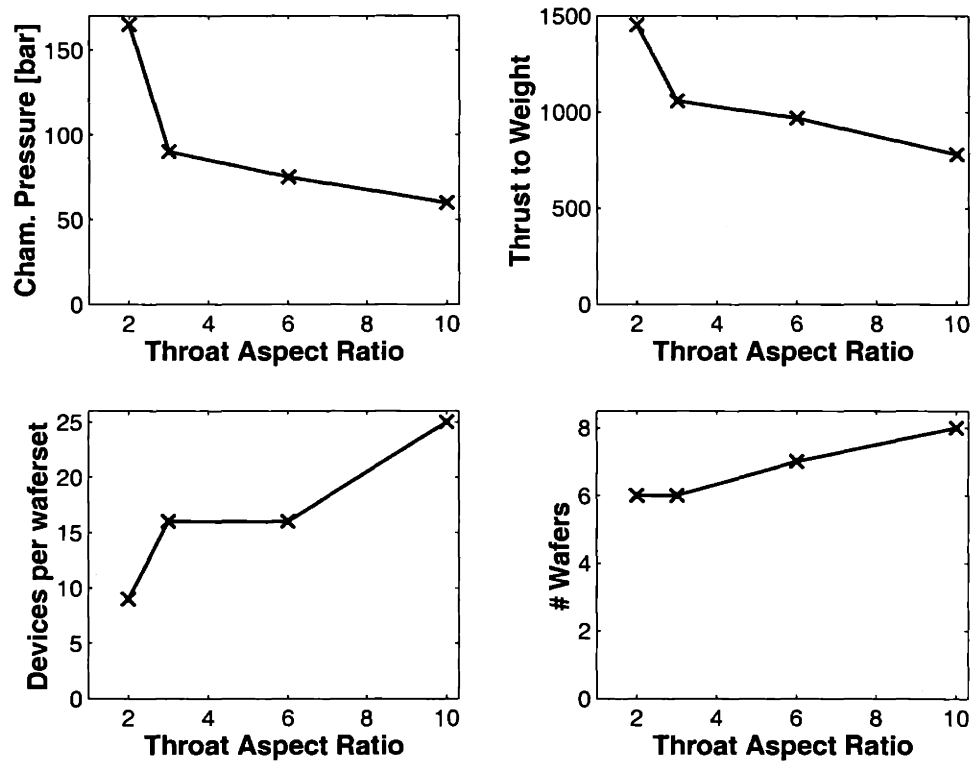 Cham. Pressure [bar]
150
100
50
0
2 4 6 8 10
Throat Aspect Ratio
Thrust to Weight
1500
1000
500
0
2 4 6 8 10
Throat Aspect Ratio
Devices per waferset
25
20
15
10
5
0
2 4 6 8 10
Throat Aspect Ratio
# Wafers
8
6
4
2
0
2 4 6 8 10
Throat Aspect Ratio